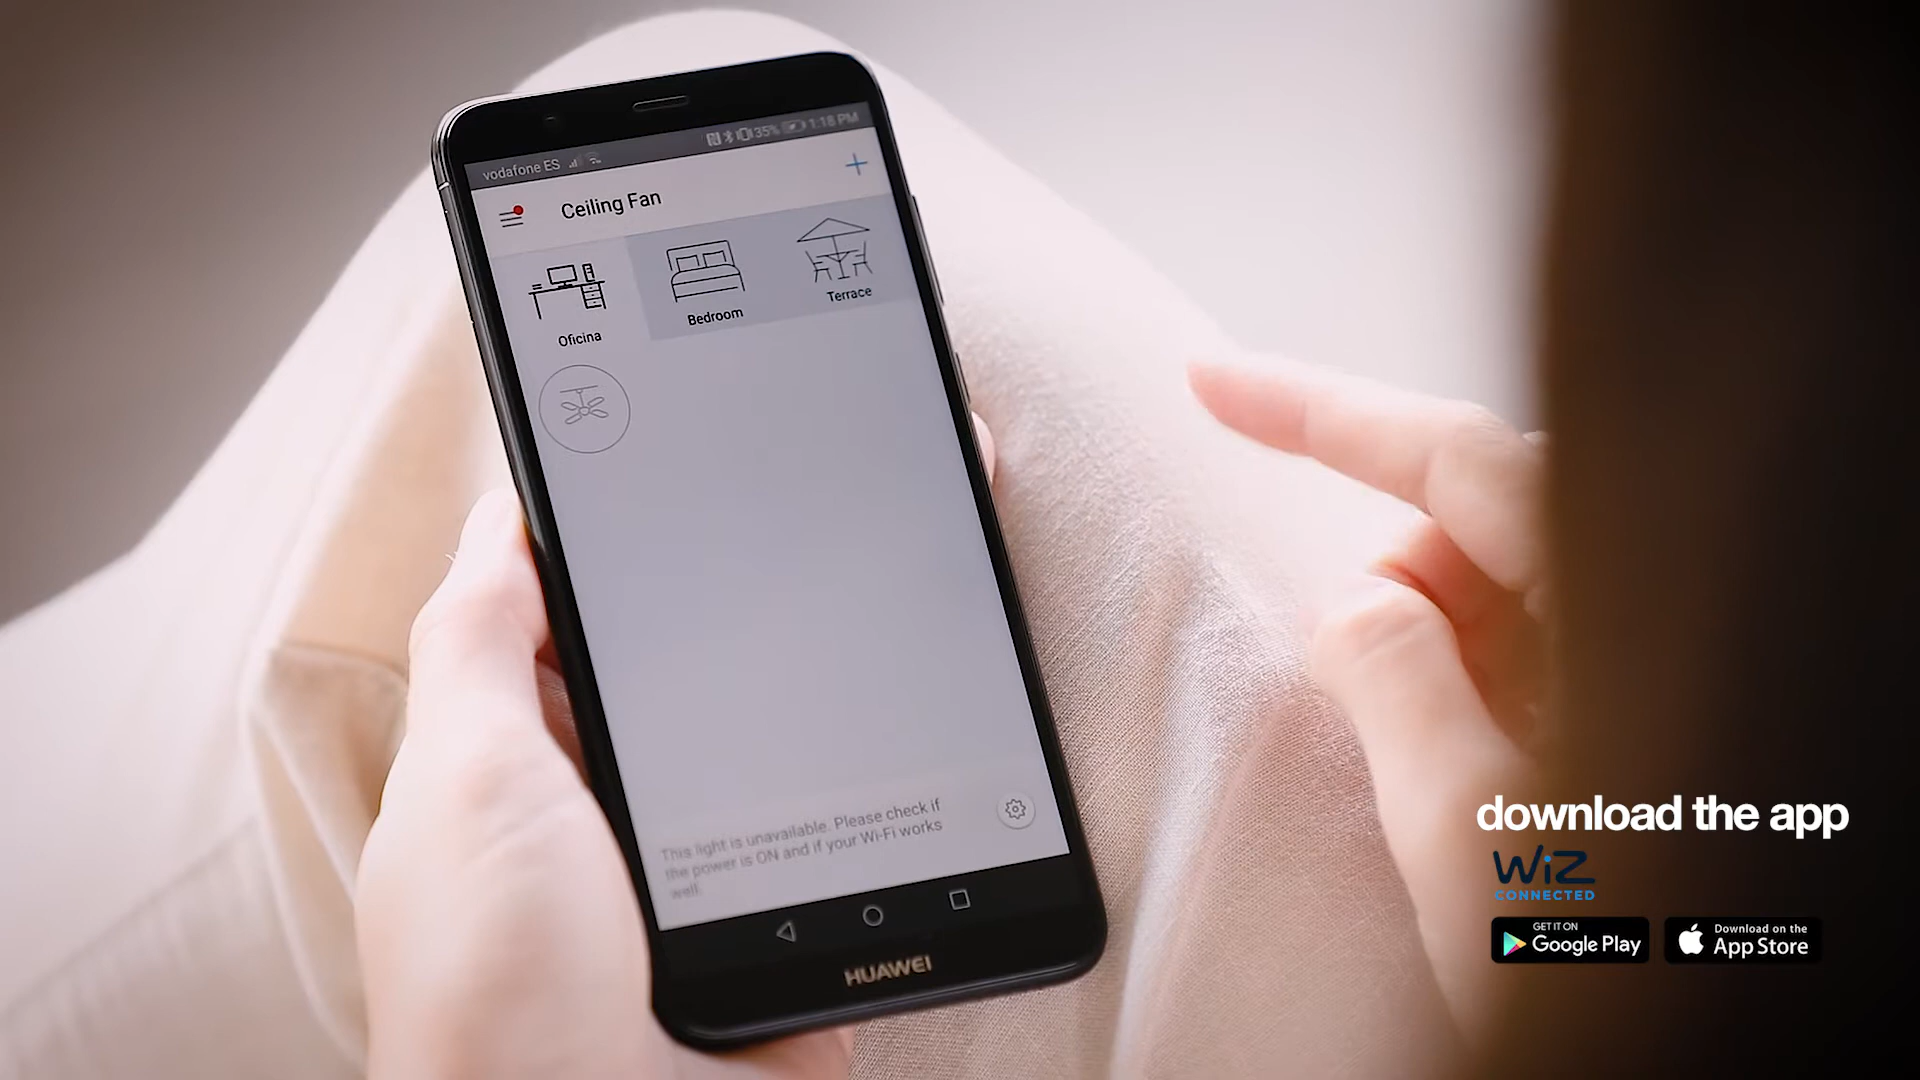 vodafone ES
35% 1:18 PM
Ceiling Fan
Oficina
Bedroom
Terrace
This light is unavailable. Please check if
the power is ON and if your Wi-Fi works
well.
HUAWEI
download the app
WiZ
CONNECTED
GET IT ON
Google Play
Download on the
App Store